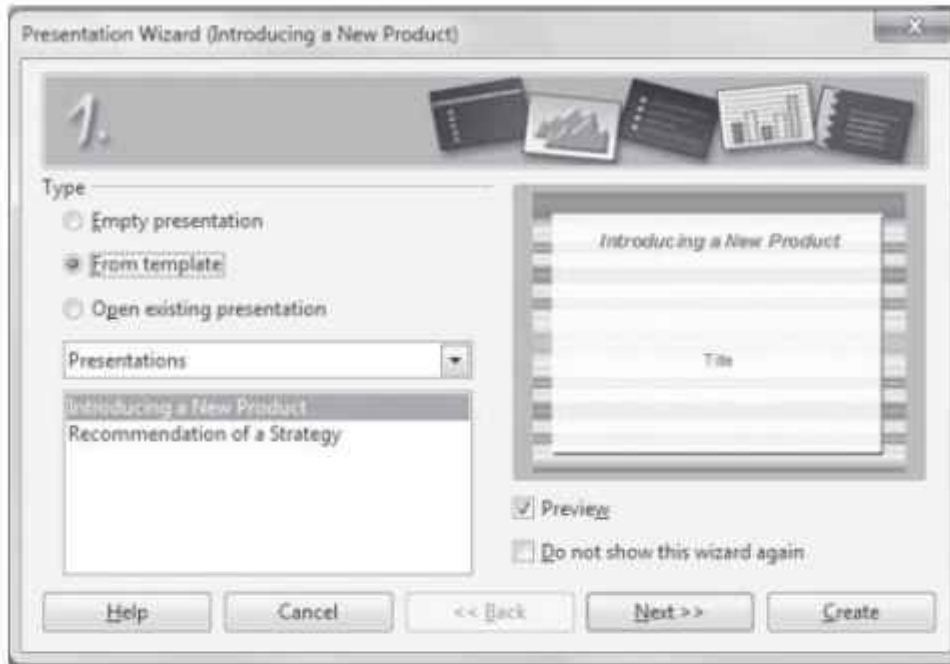 Presentation Wizard (Introducing a New Product)
1.
Type
Empty presentation
From template
Open existing presentation
Presentations
Introducing a New Product
Recommendation of a Strategy
Introducing a New Product
Title
Preview
Do not show this wizard again
Help
Cancel
<< Back
Next >>
Create